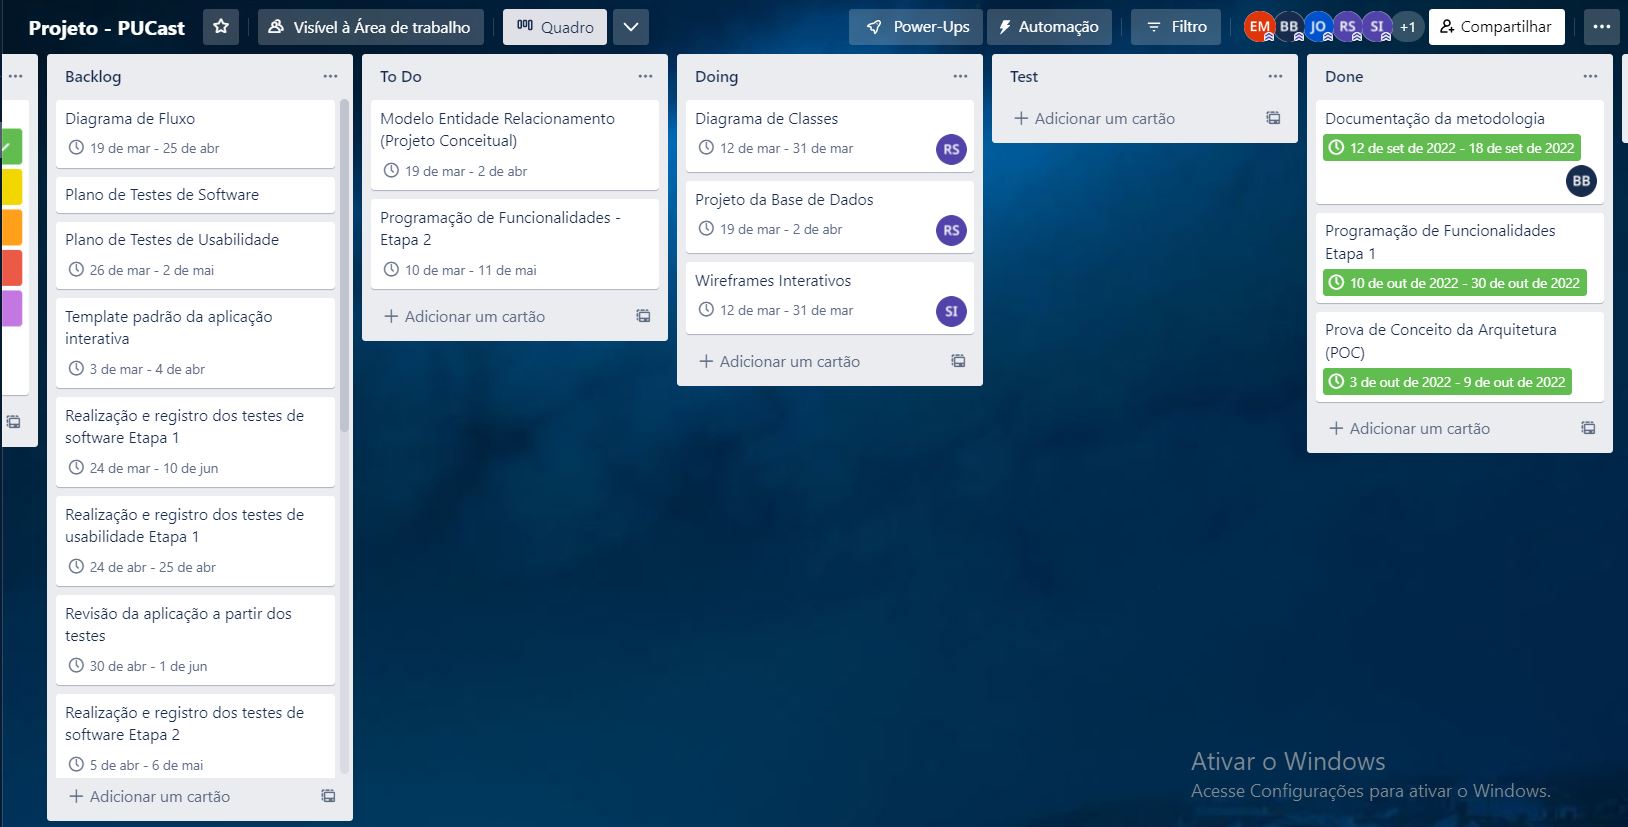 Projeto - PUCast
Visível à Área de trabalho
Quadro
Power-Ups
Automação
Filtro
EM
BB
JO
RS
SI
+1
Compartilhar
Backlog
Diagrama de Fluxo
19 de mar - 25 de abr
Plano de Testes de Software
Plano de Testes de Usabilidade
26 de mar - 2 de mai
Template padrão da aplicação
interativa
3 de mar - 4 de abr
Realização e registro dos testes de
software Etapa 1
24 de mar - 10 de jun
Realização e registro dos testes de
usabilidade Etapa 1
24 de abr - 25 de abr
Revisão da aplicação a partir dos
testes
30 de abr - 1 de jun
Realização e registro dos testes de
software Etapa 2
5 de abr - 6 de mai
+ Adicionar um cartão
To Do
Modelo Entidade Relacionamento
(Projeto Conceitual)
19 de mar - 2 de abr
Programação de Funcionalidades -
Etapa 2
10 de mar - 11 de mai
+ Adicionar um cartão
Doing
Diagrama de Classes
12 de mar - 31 de mar
RS
Projeto da Base de Dados
19 de mar - 2 de abr
RS
Wireframes Interativos
12 de mar - 31 de mar
SI
+ Adicionar um cartão
Test
+ Adicionar um cartão
Done
Documentação da metodologia
12 de set de 2022 - 18 de set de 2022
BB
Programação de Funcionalidades
Etapa 1
10 de out de 2022 - 30 de out de 2022
Prova de Conceito da Arquitetura
(POC)
3 de out de 2022 - 9 de out de 2022
+ Adicionar um cartão
Ativar o Windows
Acesse Configurações para ativar o Windows.